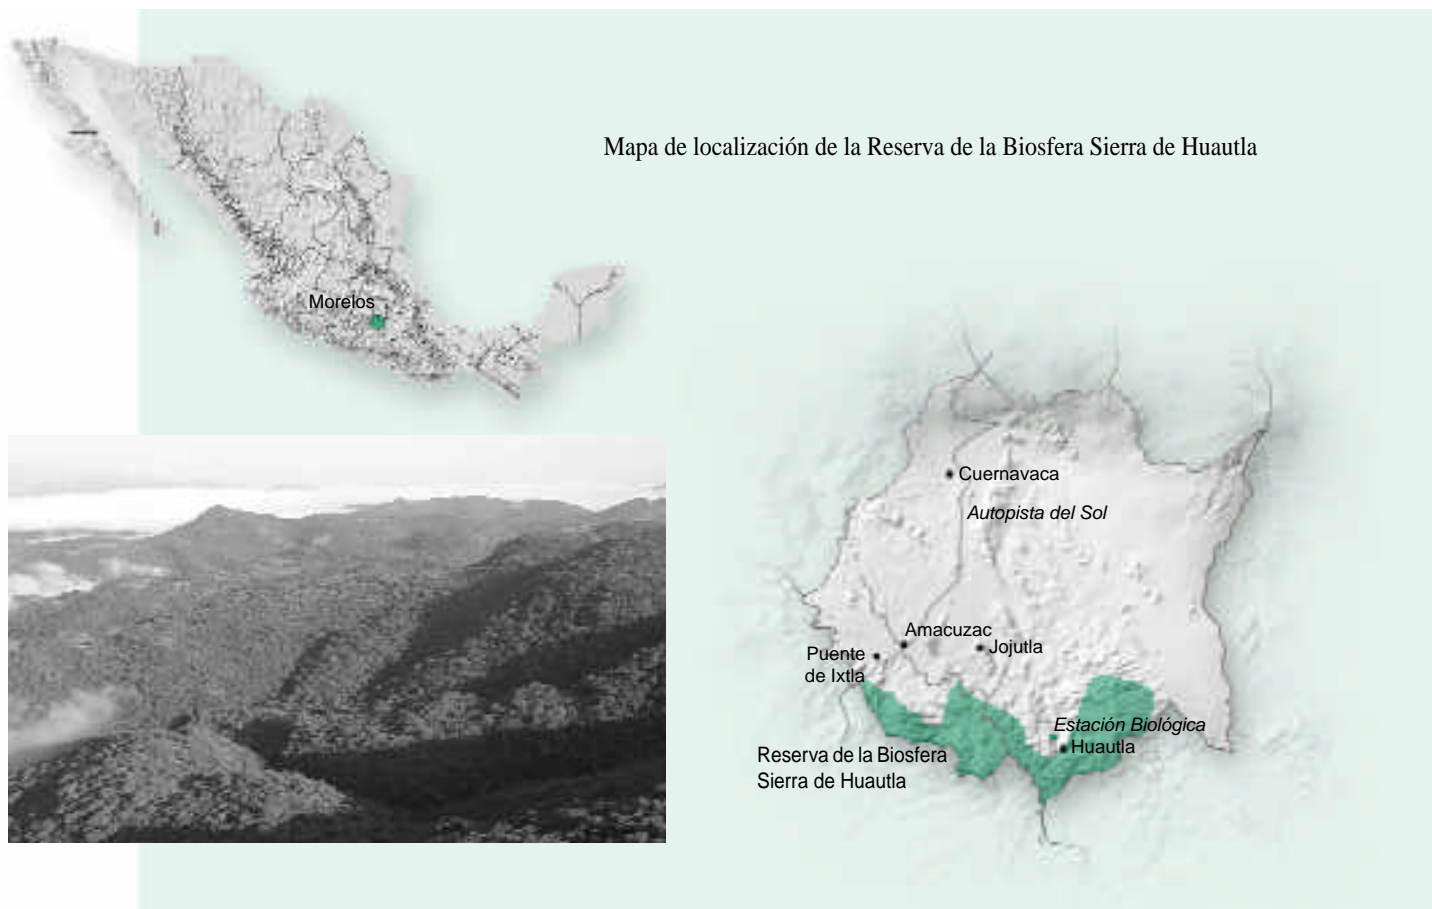 Mapa de localización de la Reserva de la Biosfera Sierra de Huautla
Morelos
Cuernavaca
Autopista del Sol
Amacuzac
Jojutla
Puente
de Ixtla
Estación Biológica
Huautla
Reserva de la Biosfera
Sierra de Huautla